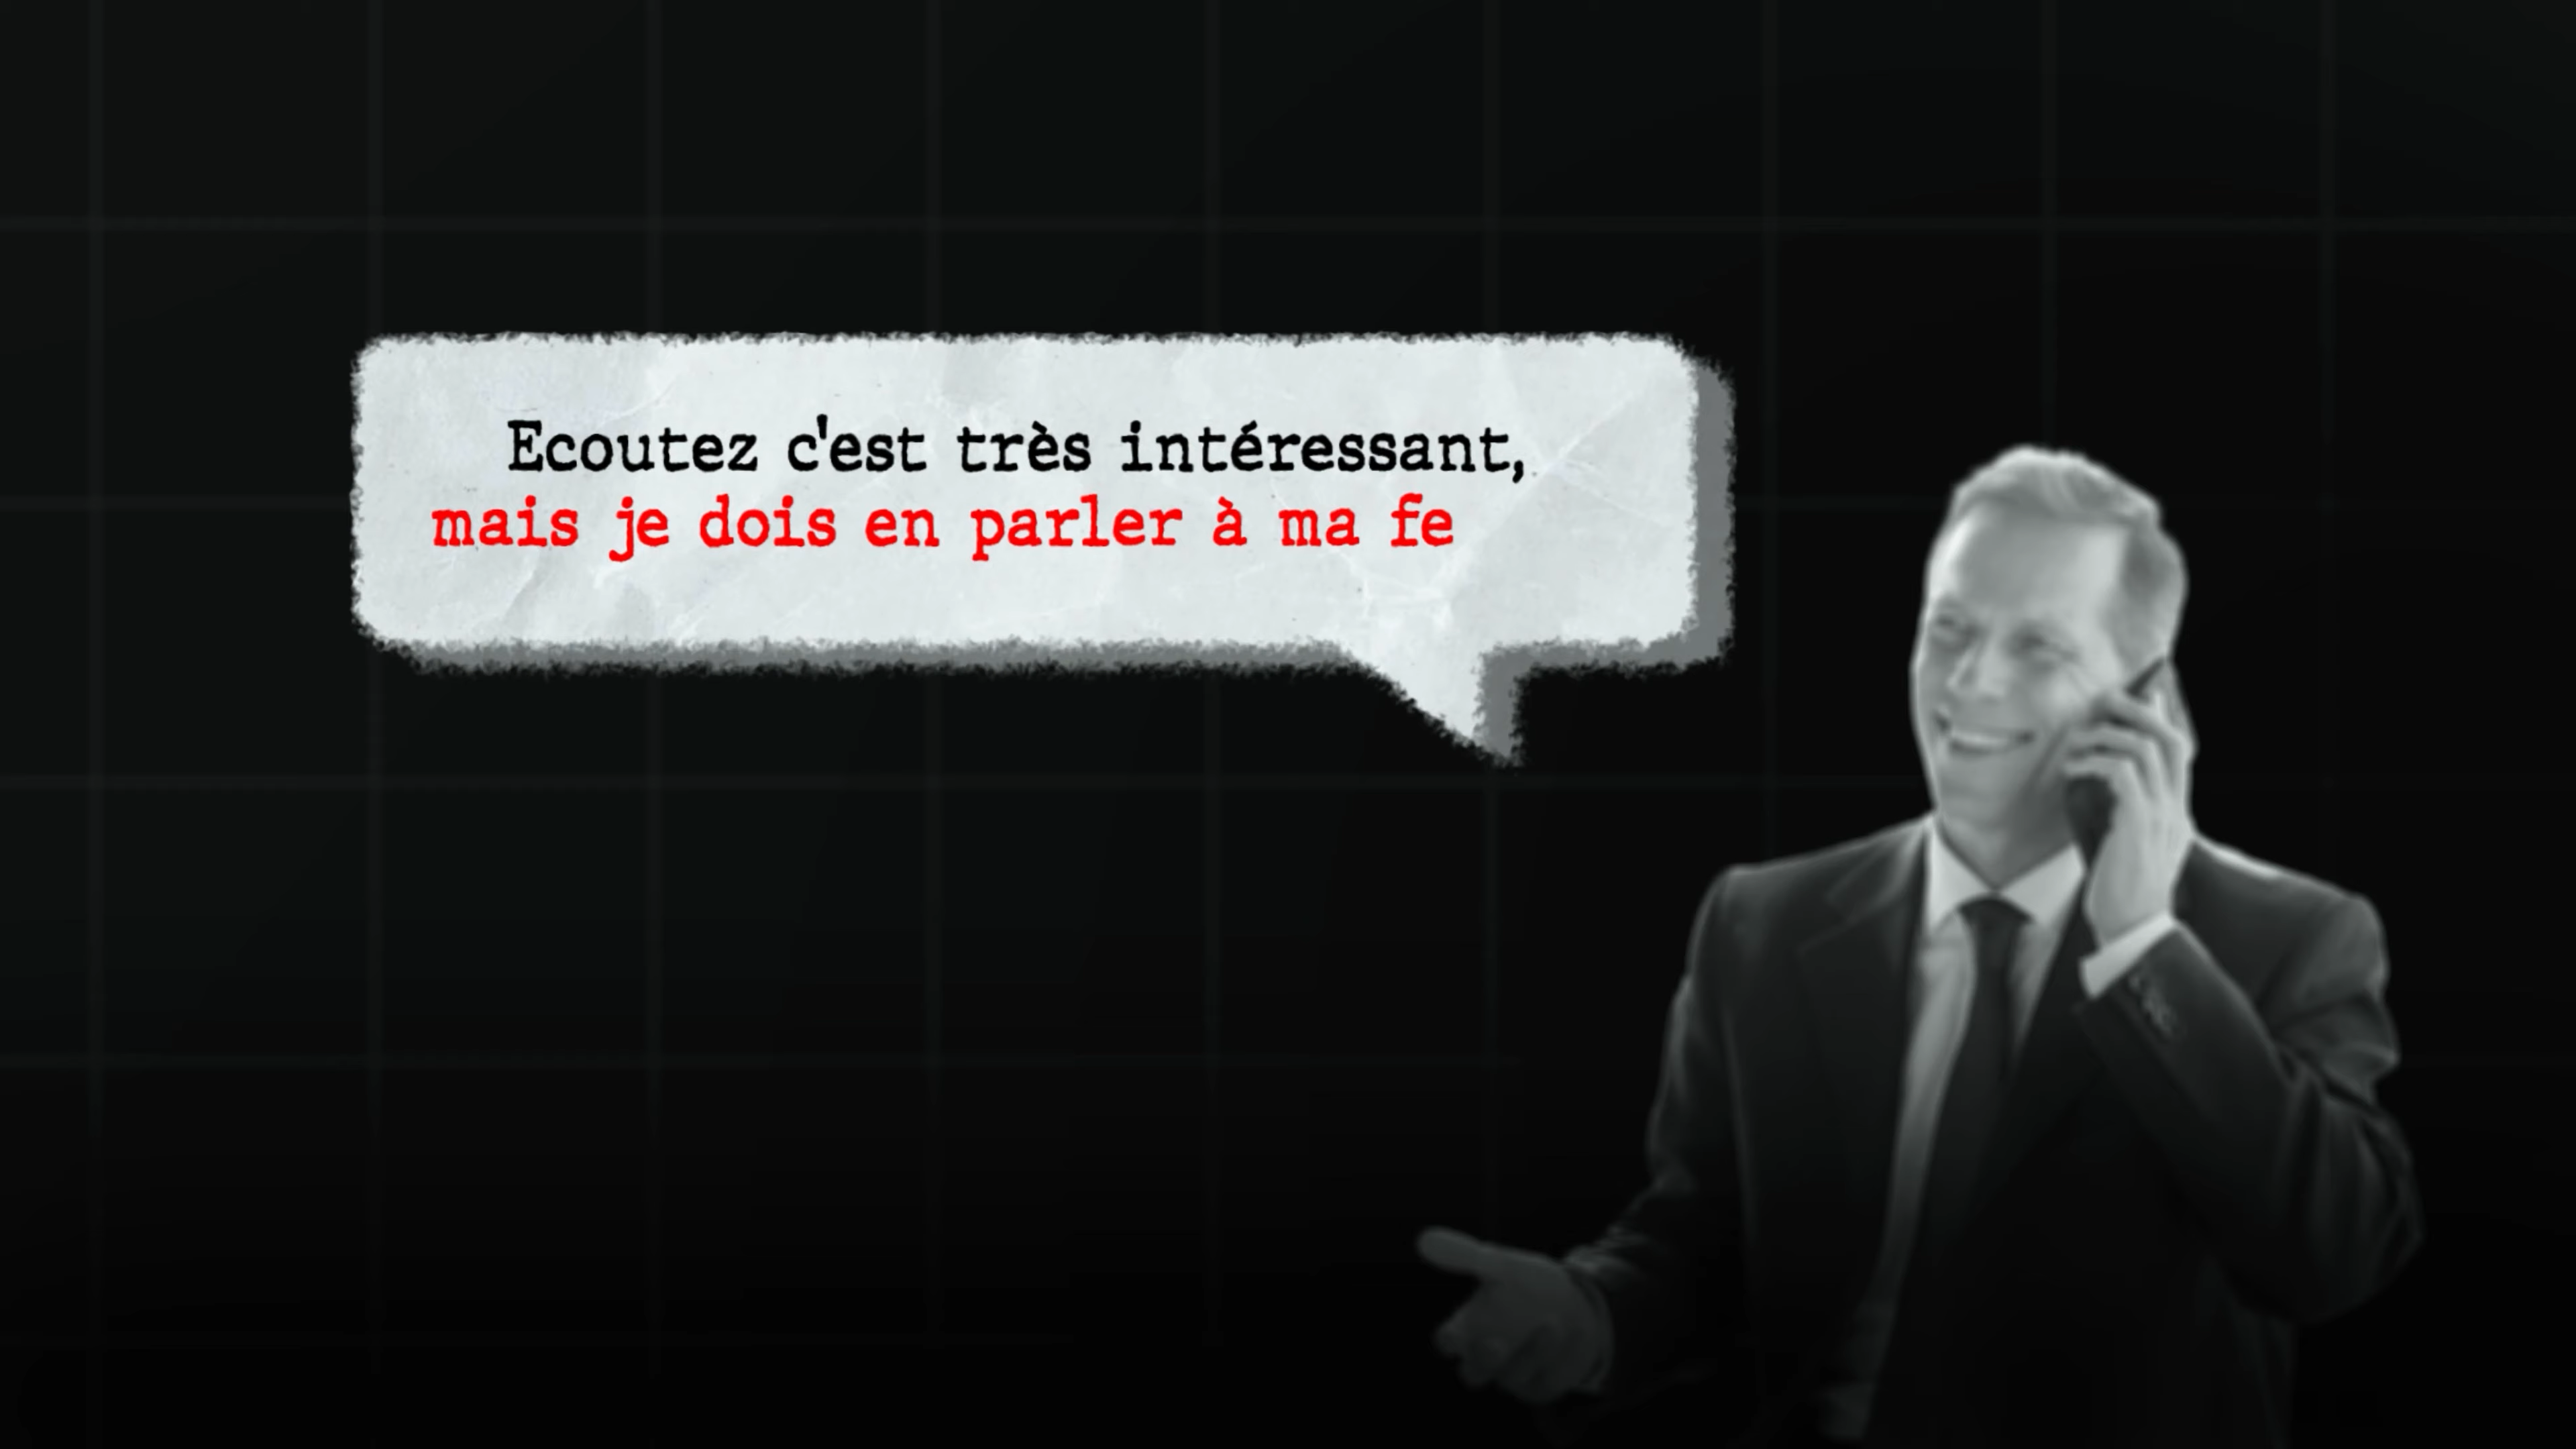 Ecoutez c'est très intéressant,
mais je dois en parler à ma fe